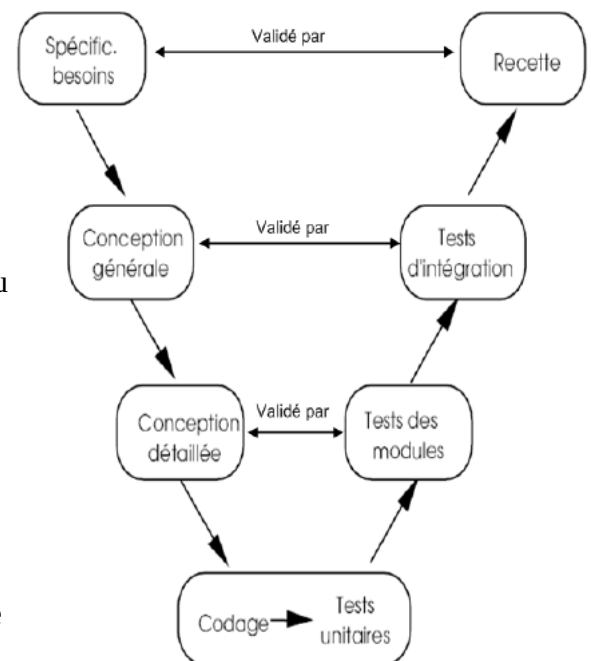 Spécific.
besoins
Validé par
Recette
Conception
générale
Validé par
Tests
d'intégration
u
Conception
détaillée
Validé par
Tests des
modules
Codage
Tests
unitaires
e